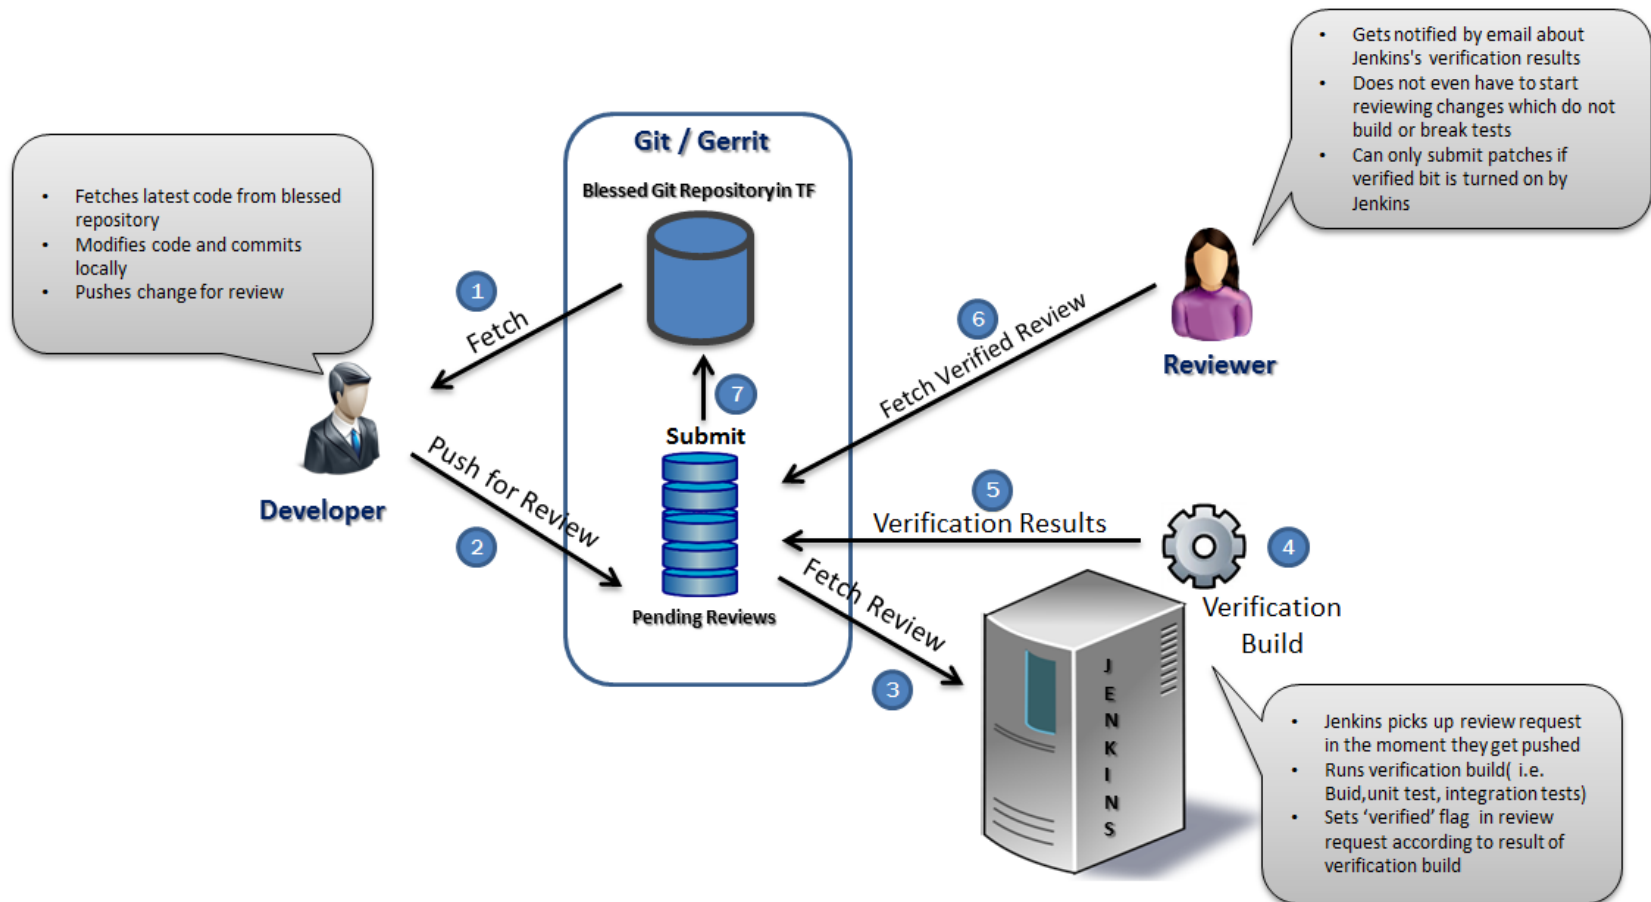 • Gets notified by email about
Jenkins's verification results
• Does not even have to start
reviewing changes which do not
build or break tests
• Can only submit patches if
verified bit is turned on by
Jenkins
Git / Gerrit
Blessed Git Repository in TF
• Fetches latest code from blessed
repository
• Modifies code and commits
locally
• Pushes change for review
1
Fetch
6
Fetch Verified Review
Reviewer
7
Submit
Developer
Push for Review
2
5
Verification Results
4
Verification
Build
Fetch Review
Pending Reviews
3
JENKINS
• Jenkins picks up review request
in the moment they get pushed
• Runs verification build( i.e.
Buid,unit test, integration tests)
• Sets ‘verified’ flag in review
request according to result of
verification build